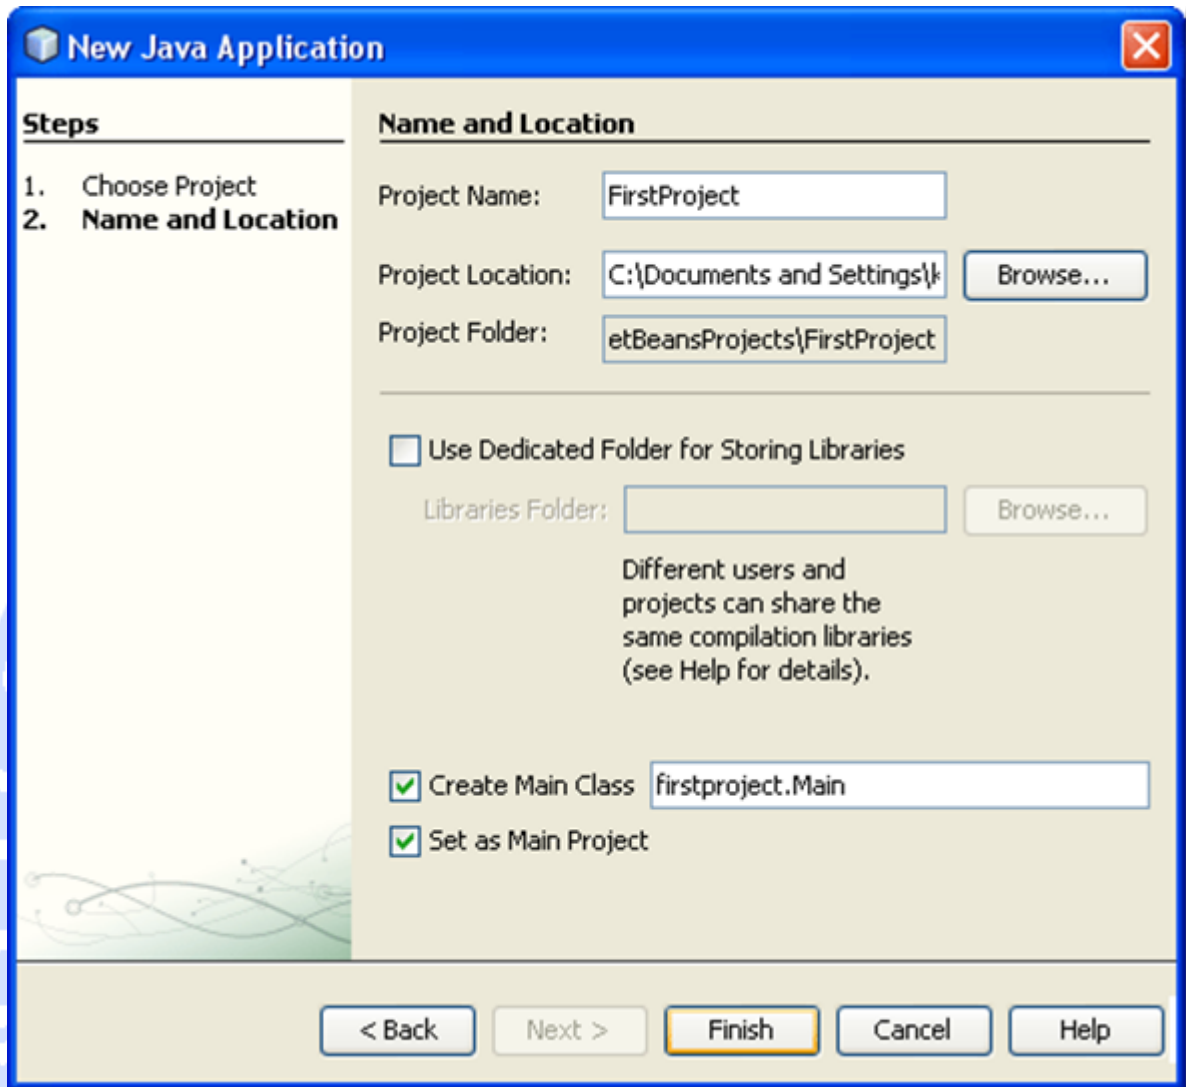 New Java Application
Steps
1. Choose Project
2. Name and Location
Name and Location
Project Name: FirstProject
Project Location: C:\Documents and Settings\ Browse...
Project Folder: etBeansProjects\FirstProject
Use Dedicated Folder for Storing Libraries
Libraries Folder: Browse...
Different users and
projects can share the
same compilation libraries
(see Help for details).
Create Main Class firstproject.Main
Set as Main Project
< Back Next > Finish Cancel Help